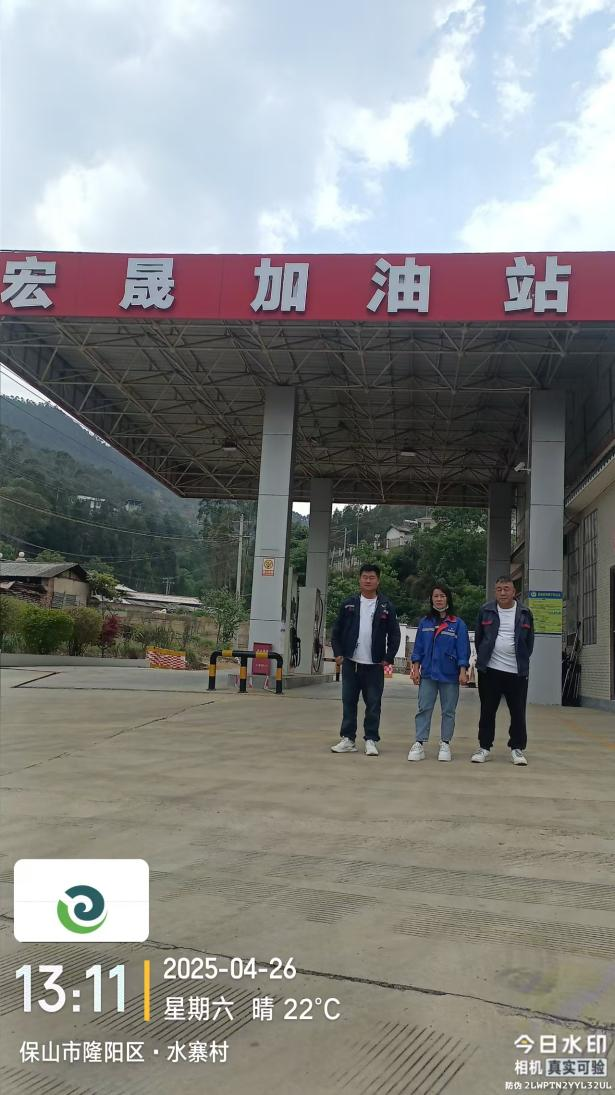 宏晟加油站
13:11
2025-04-26
星期六 晴 22℃
保山市隆阳区·水寨村
今日水印
相机 真实可验
防伪 2LWPTN2YYL32UL